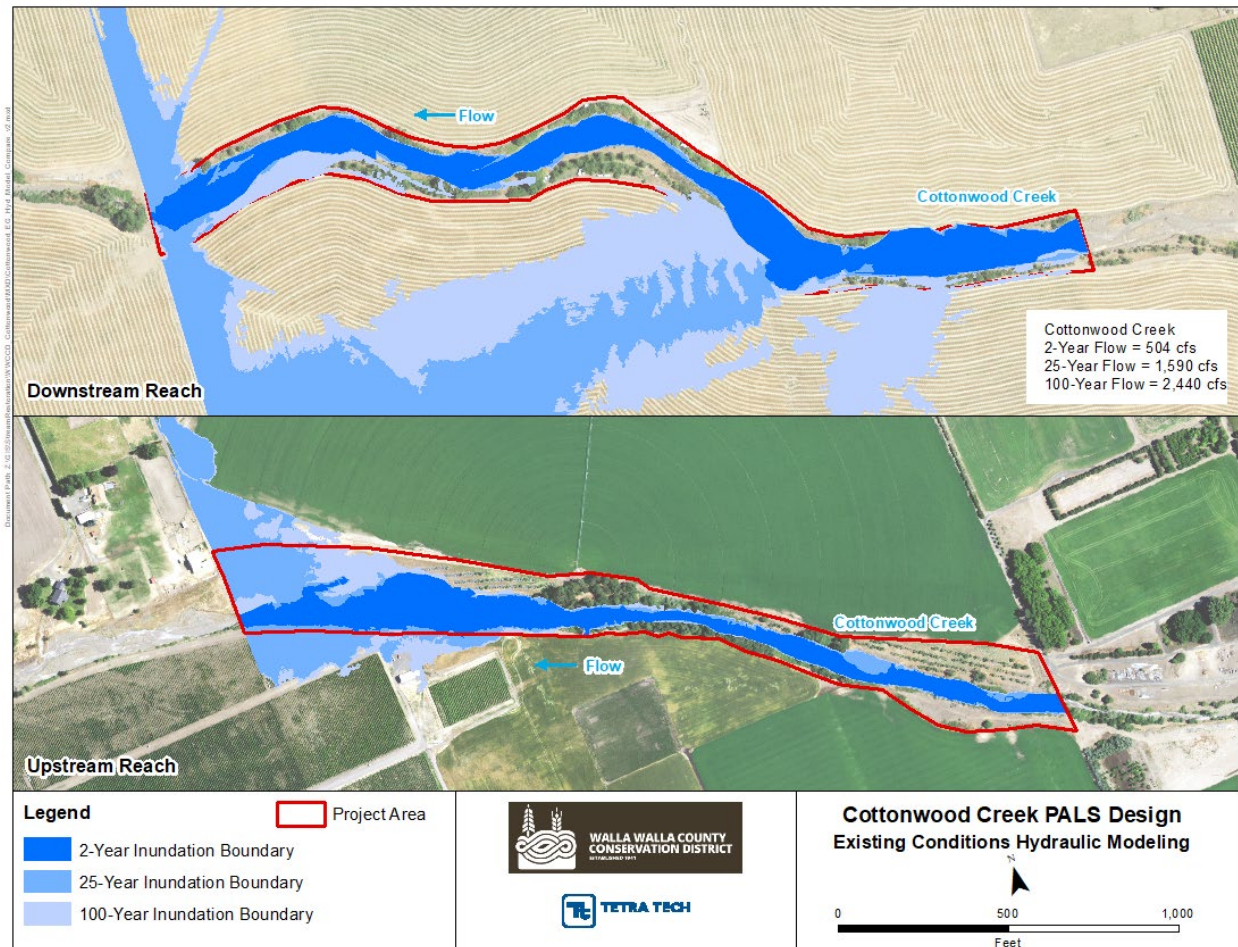 Flow
Cottonwood Creek
Cottonwood Creek
2-Year Flow = 504 cfs
25-Year Flow = 1,590 cfs
100-Year Flow = 2,440 cfs
Downstream Reach
Cottonwood Creek
Flow
Upstream Reach
Legend
Project Area
2-Year Inundation Boundary
25-Year Inundation Boundary
100-Year Inundation Boundary
WALLA WALLA COUNTY
CONSERVATION DISTRICT
ESTABLISHED 1941
TETRA TECH
Cottonwood Creek PALS Design
Existing Conditions Hydraulic Modeling
N
0 500 1,000
Feet